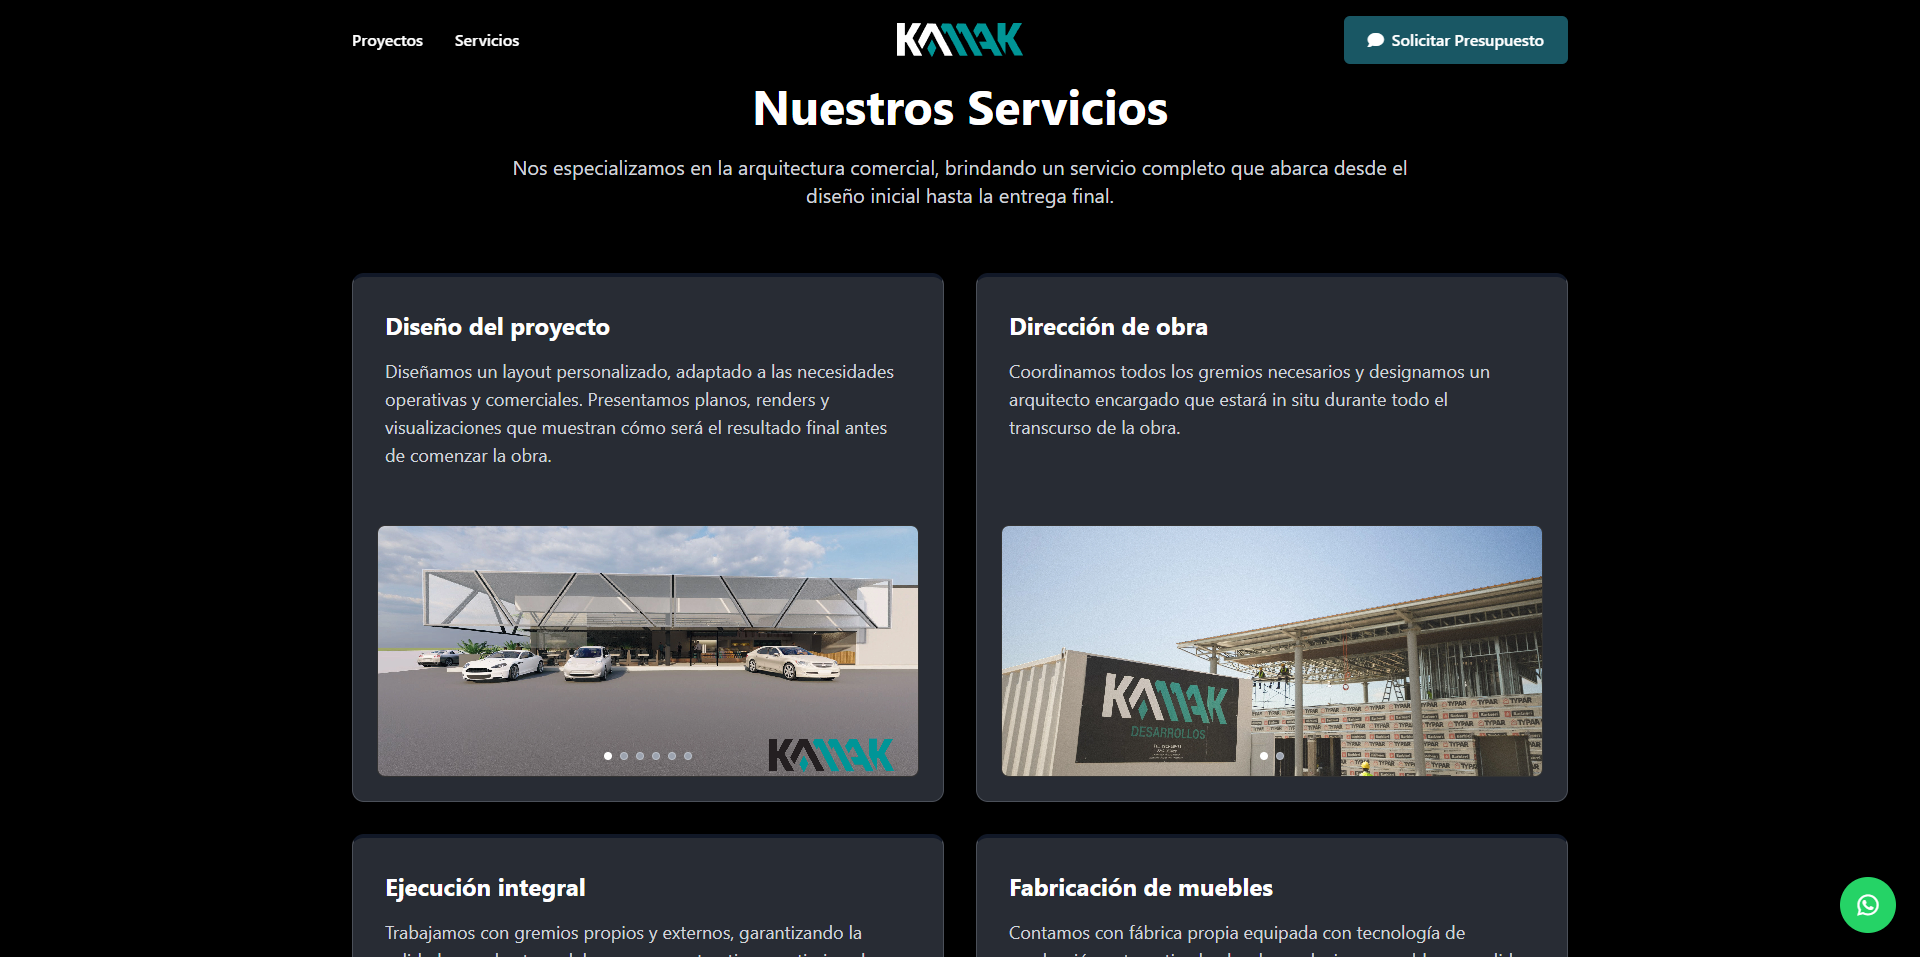 Proyectos
Servicios
KAMAK
Solicitar Presupuesto
Nuestros Servicios
Nos especializamos en la arquitectura comercial, brindando un servicio completo que abarca desde el
diseño inicial hasta la entrega final.
Diseño del proyecto
Diseñamos un layout personalizado, adaptado a las necesidades
operativas y comerciales. Presentamos planos, renders y
visualizaciones que muestran cómo será el resultado final antes
de comenzar la obra.
KAMAK
Dirección de obra
Coordinamos todos los gremios necesarios y designamos un
arquitecto encargado que estará in situ durante todo el
transcurso de la obra.
KAMAK
DESARROLLOS
TYPAR
Ejecución integral
Trabajamos con gremios propios y externos, garantizando la
Fabricación de muebles
Contamos con fábrica propia equipada con tecnología de